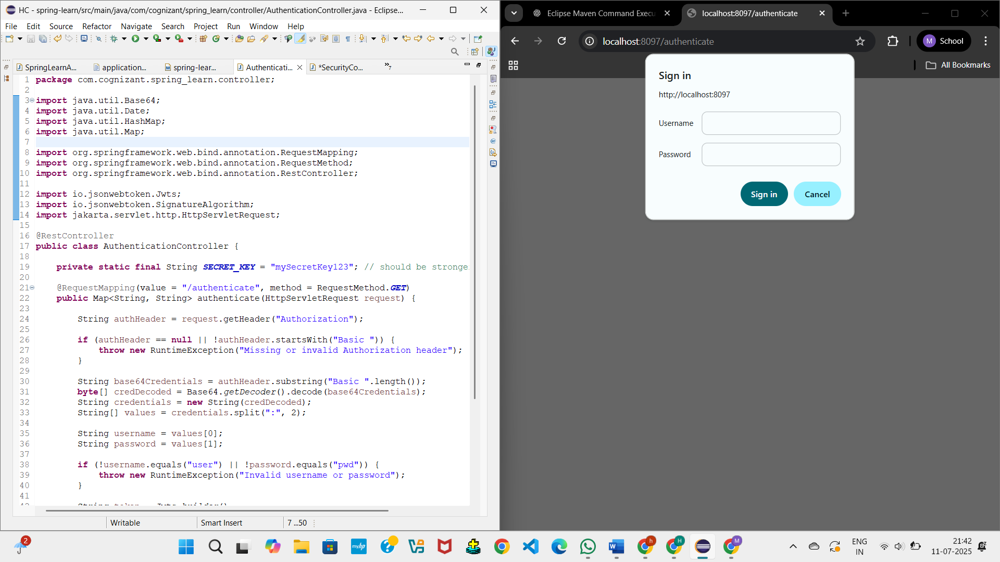 HC - spring-learn/src/main/java/com/cognizant/spring_learn/controller/AuthenticationController.java - Eclipse...
File Edit Source Refactor Navigate Search Project Run Window Help
SpringLearnA... application... spring-lear... Authenticati... *SecurityCo... 7
1 package com.cognizant.spring_learn.controller;
2
3 import java.util.Base64;
4 import java.util.Date;
5 import java.util.HashMap;
6 import java.util.Map;
7
8 import org.springframework.web.bind.annotation.RequestMapping;
9 import org.springframework.web.bind.annotation.RequestMethod;
10 import org.springframework.web.bind.annotation.RestController;
11
12 import io.jsonwebtoken.Jwts;
13 import io.jsonwebtoken.SignatureAlgorithm;
14 import jakarta.servlet.http.HttpServletRequest;
15
16 @RestController
17 public class AuthenticationController {
18
19 private static final String SECRET_KEY = "mySecretKey123"; // should be stronge
20
21 @RequestMapping(value = "/authenticate", method = RequestMethod.GET)
22 public Map<String, String> authenticate(HttpServletRequest request) {
23
24 String authHeader = request.getHeader("Authorization");
25
26 if (authHeader == null || !authHeader.startsWith("Basic ")) {
27 throw new RuntimeException("Missing or invalid Authorization header");
28 }
29
30 String base64Credentials = authHeader.substring("Basic ".length());
31 byte[] credDecoded = Base64.getDecoder().decode(base64Credentials);
32 String credentials = new String(credDecoded);
33 String[] values = credentials.split(":", 2);
34
35 String username = values[0];
36 String password = values[1];
37
38 if (!username.equals("user") || !password.equals("pwd")) {
39 throw new RuntimeException("Invalid username or password");
40 }
41
Writable Smart Insert 7 ...50
Eclipse Maven Command Execu localhost:8097/authenticate
localhost:8097/authenticate
M School
All Bookmarks
Sign in
http://localhost:8097
Username
Password
Sign in Cancel
2
myhp
h H M
ENG
IN
21:42
11-07-2025